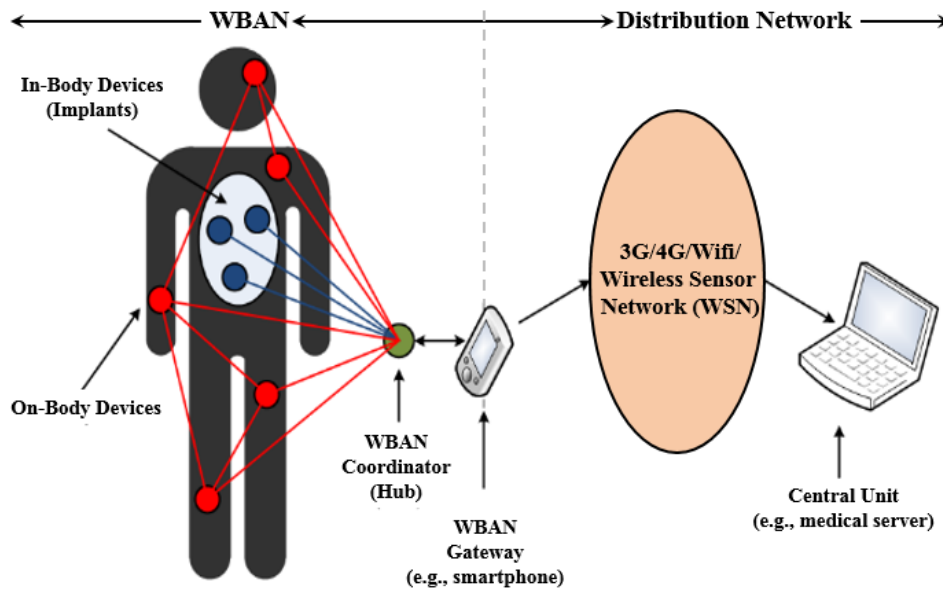 WBAN
Distribution Network
In-Body Devices
(Implants)
3G/4G/Wifi/
Wireless Sensor
Network (WSN)
On-Body Devices
WBAN
Coordinator
(Hub)
WBAN
Gateway
(e.g., smartphone)
Central Unit
(e.g., medical server)